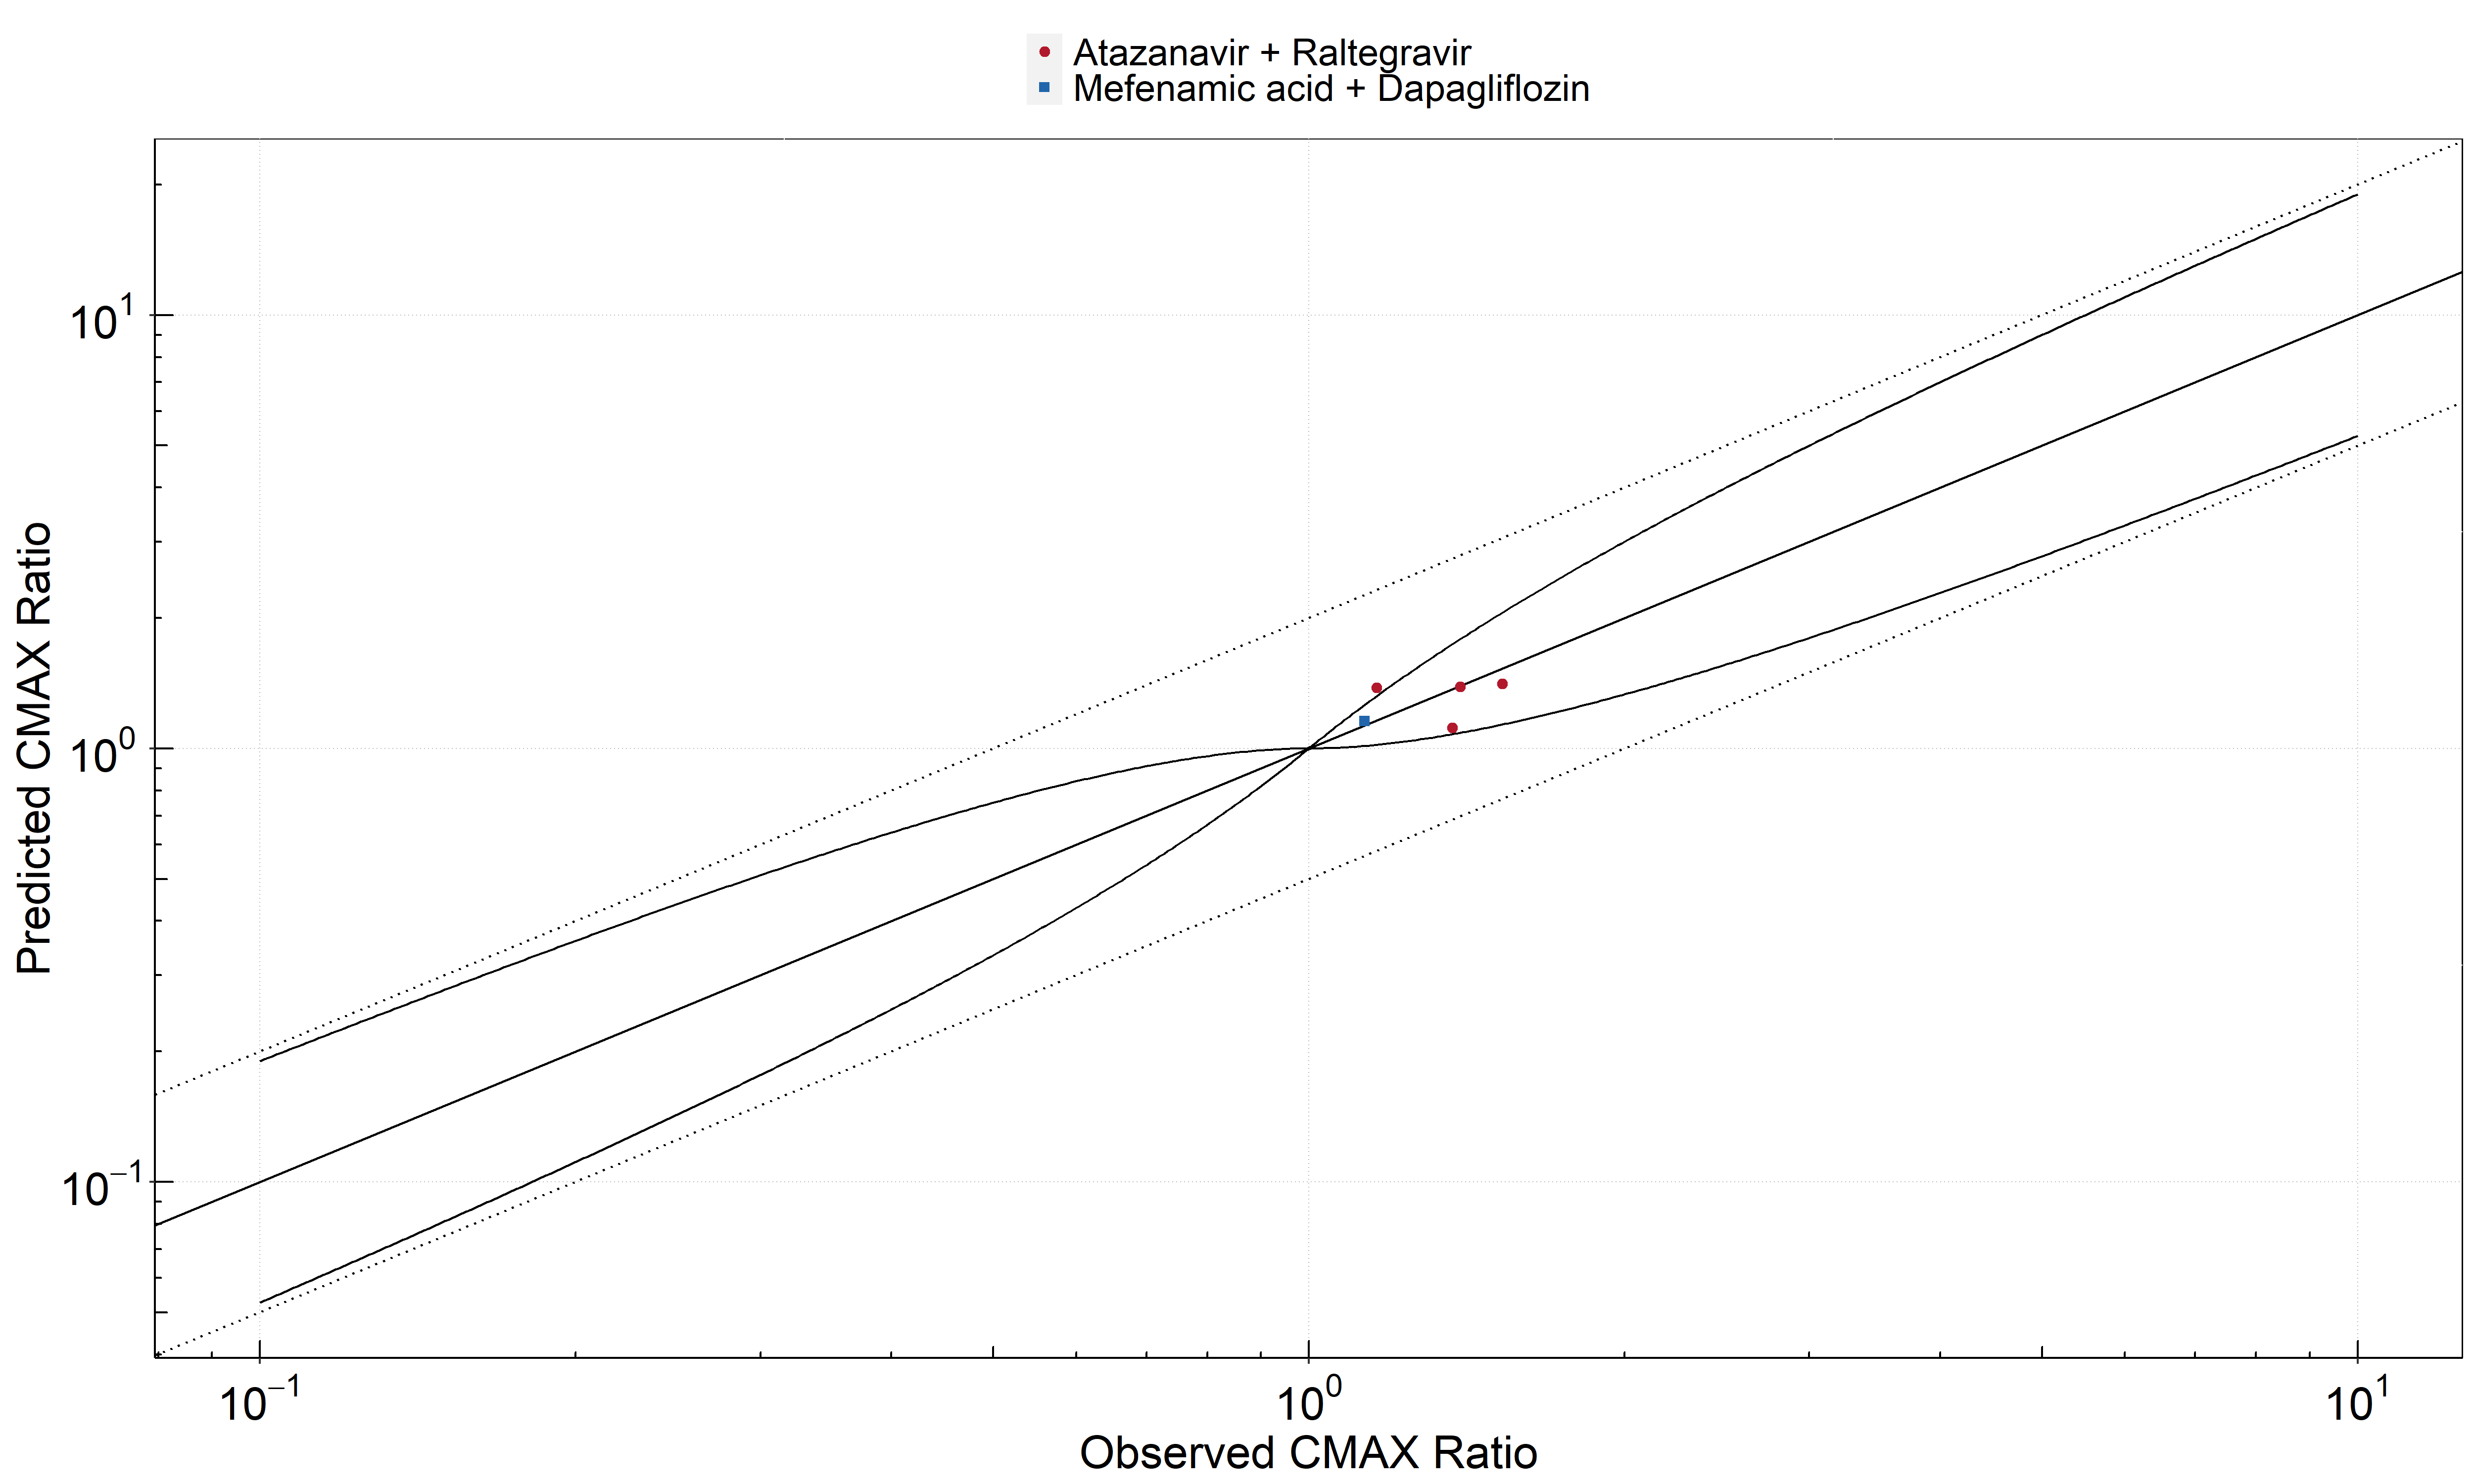 Atazanavir + Raltegravir
Mefenamic acid + Dapagliflozin
Predicted CMAX Ratio
10¹
10⁰
10⁻¹
10⁻¹
10⁰
10¹
Observed CMAX Ratio